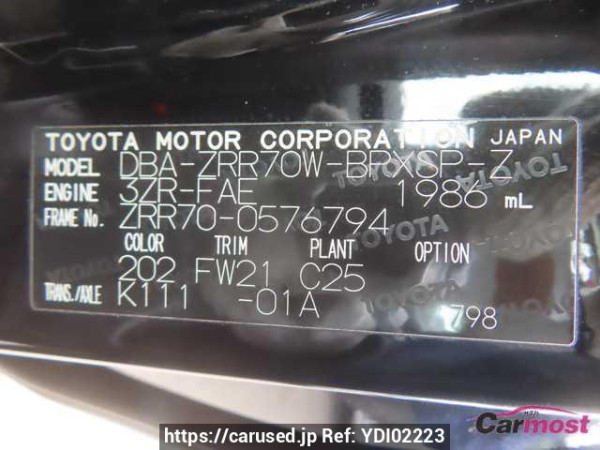 TOYOTA MOTOR CORPORATION JAPAN
MODEL DBA-ZRR70W-BRXSP-Z
ENGINE 3ZR-FAE 1986 mL
FRAME No. ZRR70-0576794
COLOR TRIM PLANT OPTION
202 FW21 C25
TRANS./AXLE K111 -01A
798
Carmost
https://carused.jp Ref: YDI02223